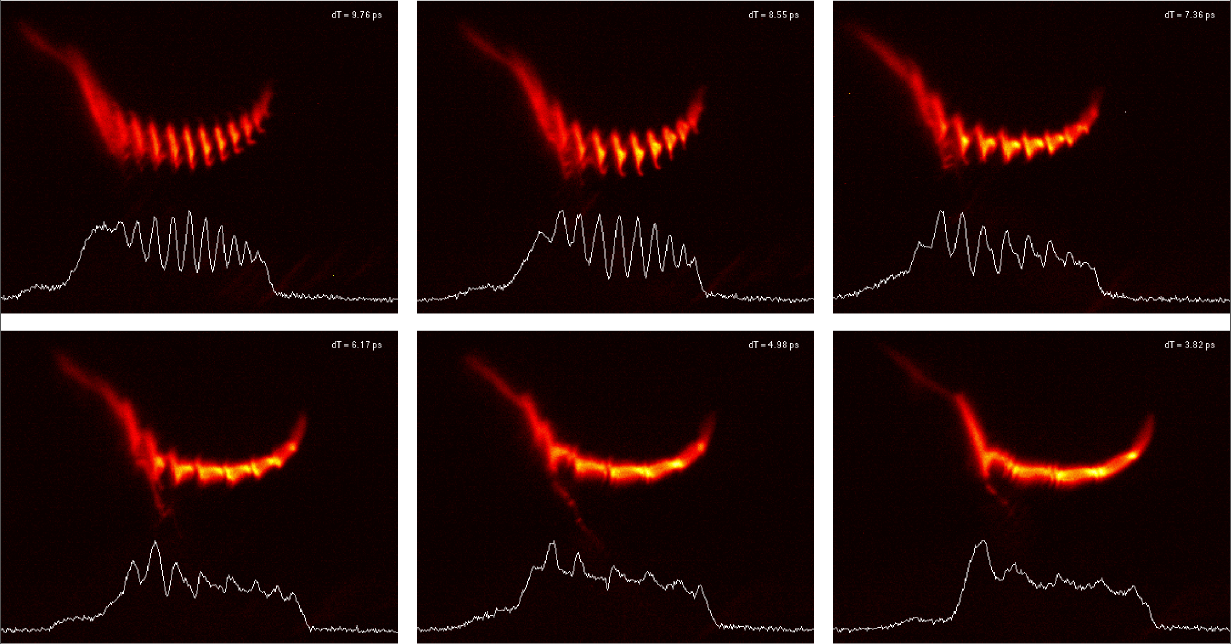 dT = 9.76 ps
dT = 8.55 ps
dT = 7.36 ps
dT = 6.17 ps
dT = 4.98 ps
dT = 3.82 ps